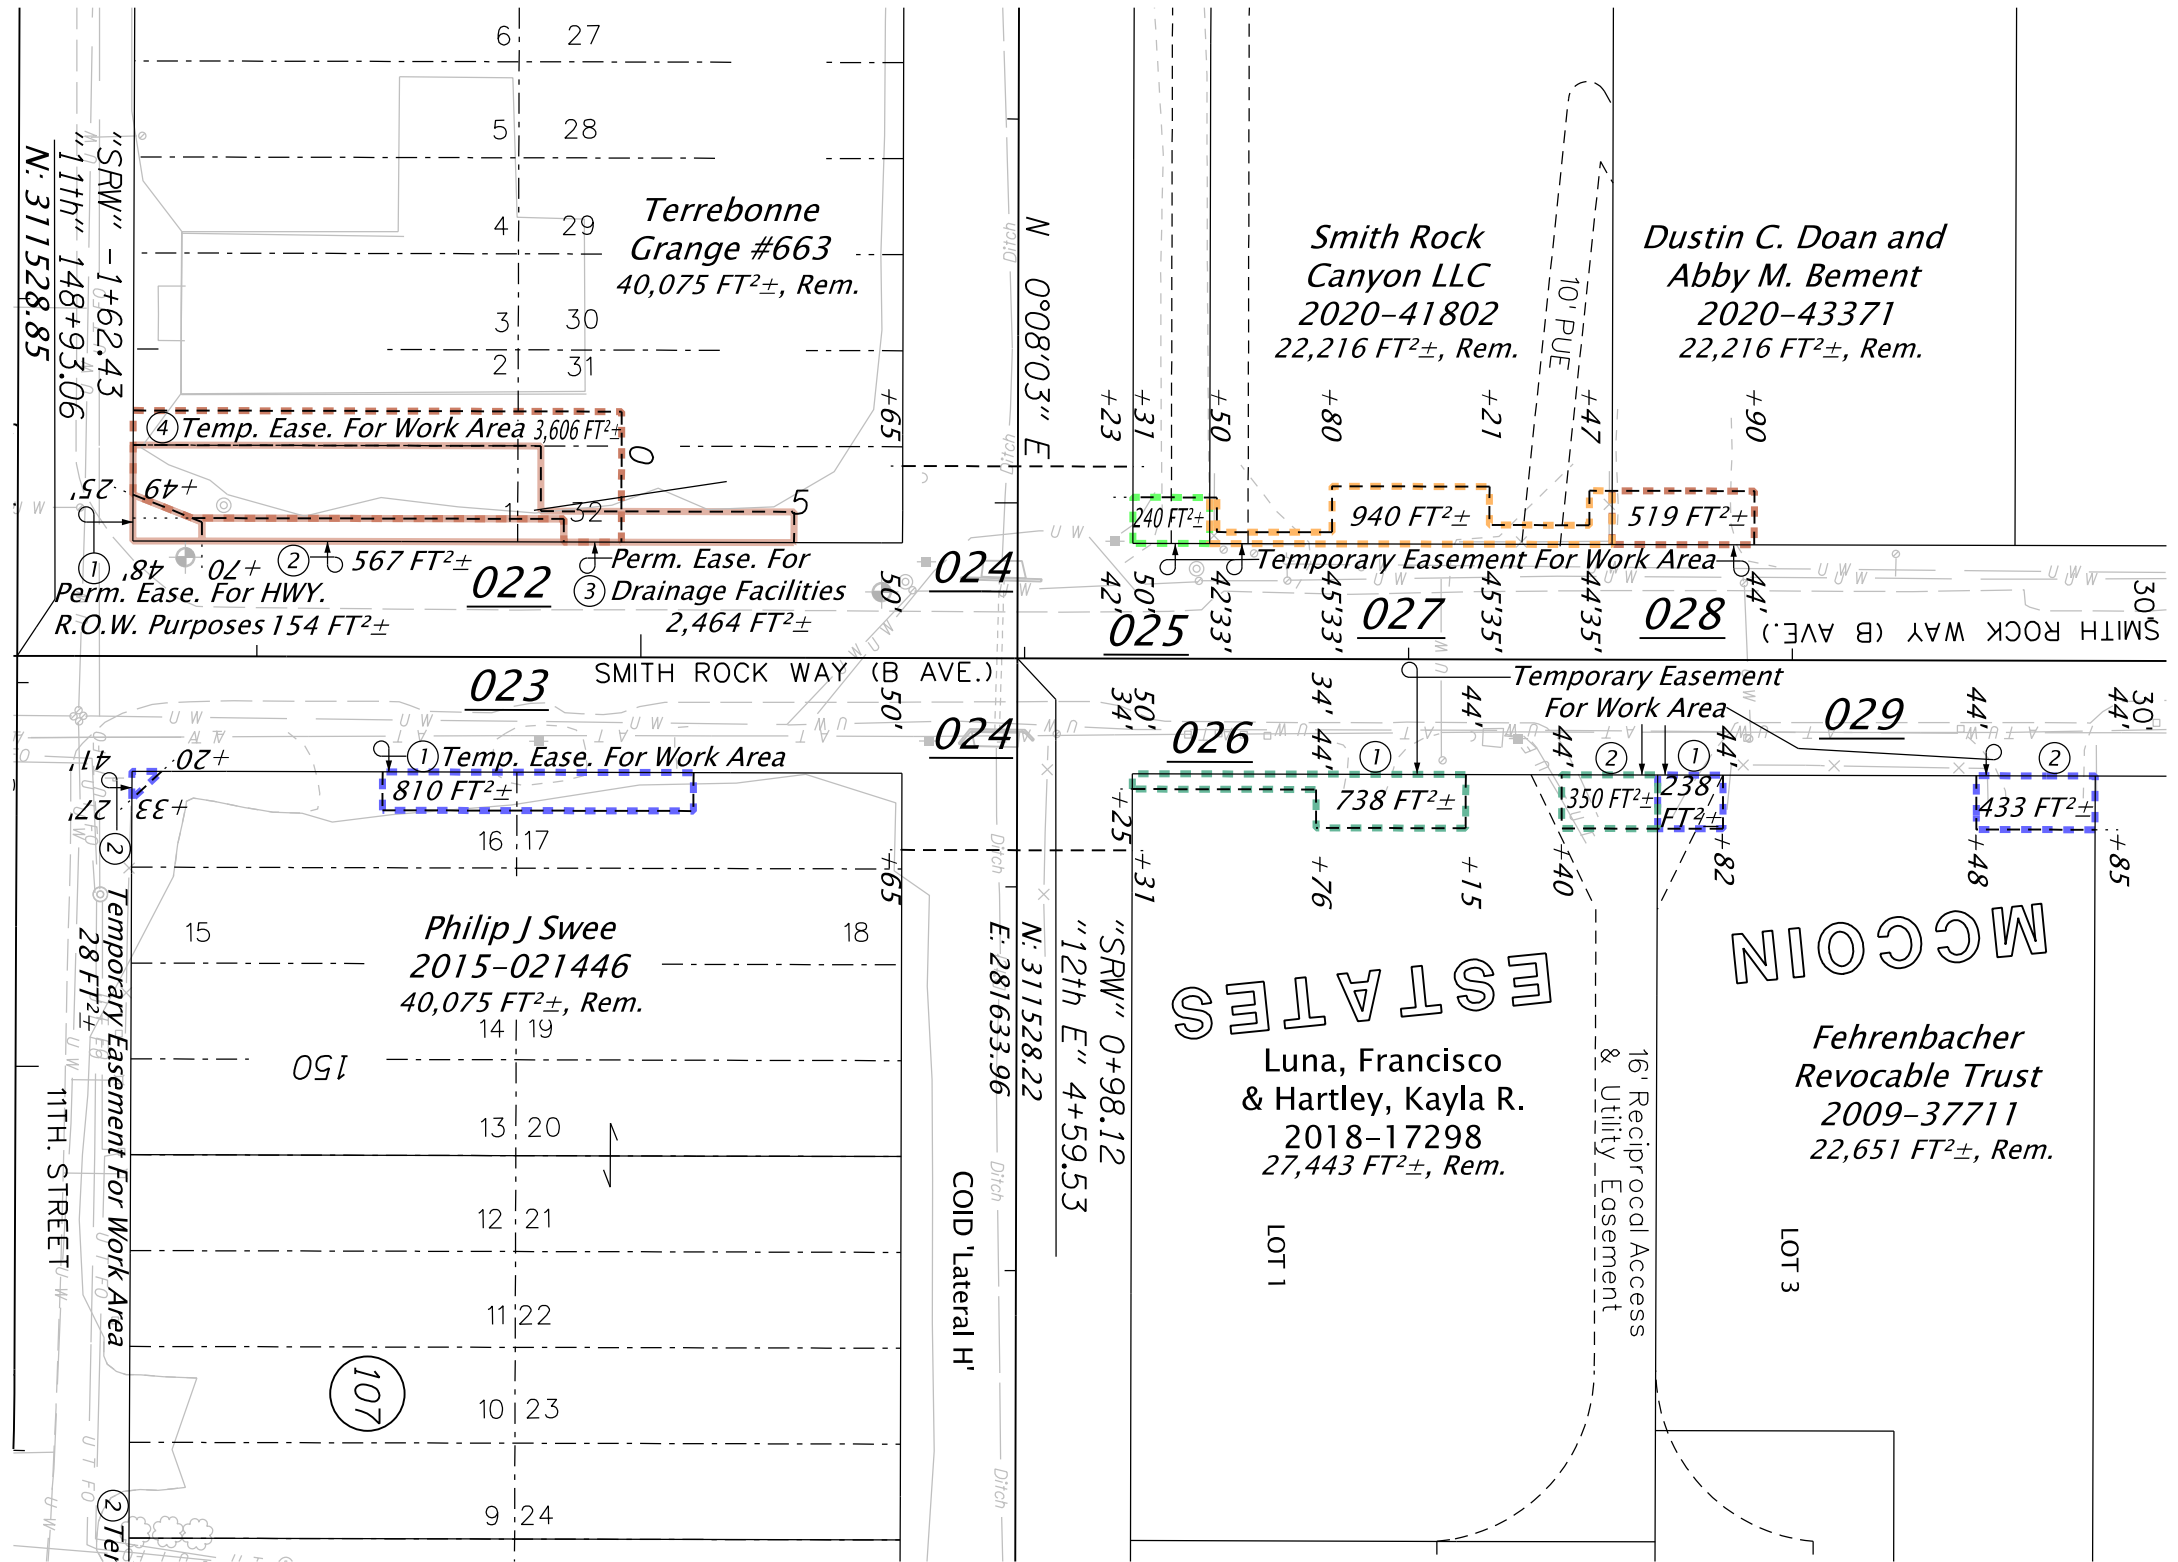 6 27
5 28
4 29
3 30
2 31
1 32
Terrebonne
Grange #663
40,075 FT²±, Rem.
"SRW" -1+62.43
"11th" 148+93.06
N: 311528.85
④ Temp. Ease. For Work Area 3,606 FT²±
0
5
+65
25' +49
48' +70
①
Perm. Ease. For HWY.
R.O.W. Purposes 154 FT²±
② 567 FT²±
022
Perm. Ease. For
③ Drainage Facilities
2,464 FT²±
50'
024
N 0°08'03" E
Ditch
Smith Rock
Canyon LLC
2020-41802
22,216 FT²±, Rem.
10' PUE
Dustin C. Doan and
Abby M. Bement
2020-43371
22,216 FT²±, Rem.
+23
+31
+50
+80
+21
+47
+90
240 FT²±
940 FT²±
519 FT²±
Temporary Easement For Work Area
42'
50'
42'33'
45'33'
45'35'
44'35'
44'
30'
025
027
028
SMITH ROCK WAY (B AVE.)
SMITH ROCK WAY (B AVE.)
023
50'
024
① Temp. Ease. For Work Area
810 FT²±
41' +20
27' +33
②
Temporary Easement For Work Area
28 FT²±
16 17
+65
15
18
Philip J Swee
2015-021446
40,075 FT²±, Rem.
14 19
150
13 20
12 21
11 22
107
10 23
9 24
11TH. STREET
② Ter
COID 'Lateral H'
Ditch
Ditch
Ditch
"SRW" 0+98.12
"12th E" 4+59.53
N: 311528.22
E: 281633.96
34'
50'
026
34'
44'
①
44'
Temporary Easement
For Work Area
44'
②
①
44'
029
44'
②
44'
30'
738 FT²±
350 FT²±
238
FT²±
433 FT²±
+25
+31
+76
+15
+40
+82
+48
+85
MCCOIN
ESTATES
Luna, Francisco
& Hartley, Kayla R.
2018-17298
27,443 FT²±, Rem.
LOT 1
16' Reciprocal Access
& Utility Easement
Fehrenbacher
Revocable Trust
2009-37711
22,651 FT²±, Rem.
LOT 3